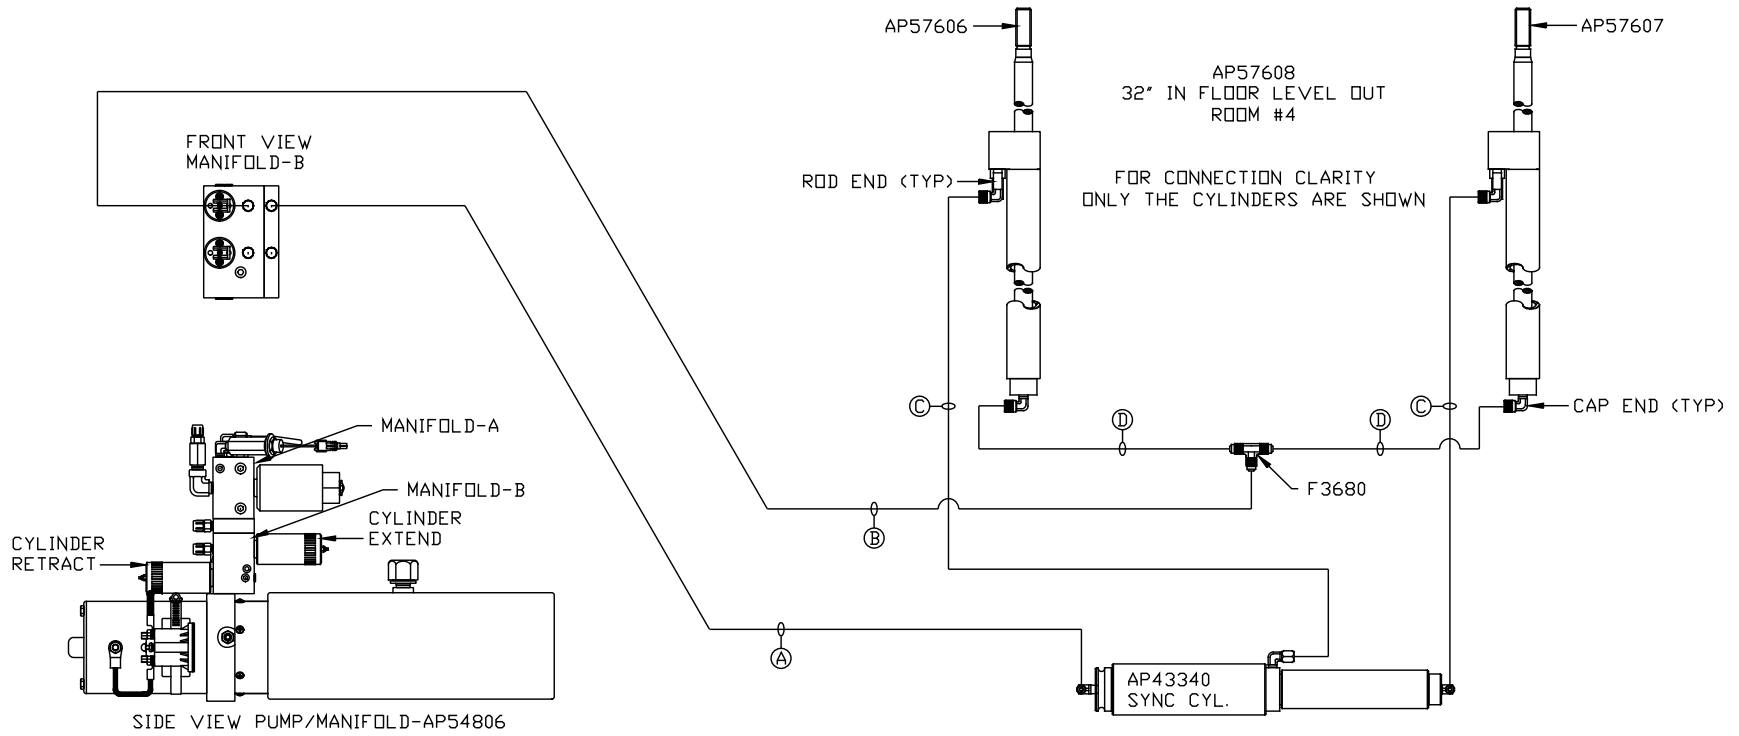 AP57606
AP57607
AP57608
32" IN FLOOR LEVEL OUT
ROOM #4
FRONT VIEW
MANIFOLD-B
ROD END (TYP)
FOR CONNECTION CLARITY
ONLY THE CYLINDERS ARE SHOWN
C
C
CAP END (TYP)
D
D
MANIFOLD-A
F3680
MANIFOLD-B
CYLINDER
EXTEND
B
CYLINDER
RETRACT
A
AP43340
SYNC CYL.
SIDE VIEW PUMP/MANIFOLD-AP54806